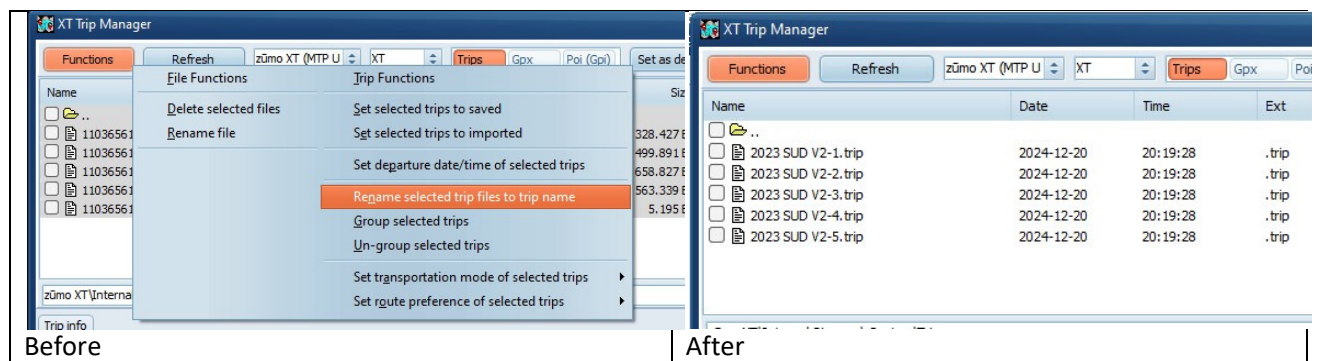 XT Trip Manager
Functions Refresh zūmo XT (MTP U XT Trips Gpx Poi (Gpi) Set as de
File Functions Trip Functions
Name Siz
Delete selected files Set selected trips to saved
..
Rename file Set selected trips to imported
11036561 328.427
11036561 499.891
Set departure date/time of selected trips
11036561 658.827
11036561 Rename selected trip files to trip name 563.339
11036561 5.195
Group selected trips
Un-group selected trips
Set transportation mode of selected trips
zūmo XT\Interna Set route preference of selected trips
Trip info
Before
XT Trip Manager
Functions Refresh zūmo XT (MTP U XT Trips Gpx Poi
Name Date Time Ext
..
2023 SUD V2-1.trip 2024-12-20 20:19:28 .trip
2023 SUD V2-2.trip 2024-12-20 20:19:28 .trip
2023 SUD V2-3.trip 2024-12-20 20:19:28 .trip
2023 SUD V2-4.trip 2024-12-20 20:19:28 .trip
2023 SUD V2-5.trip 2024-12-20 20:19:28 .trip
After